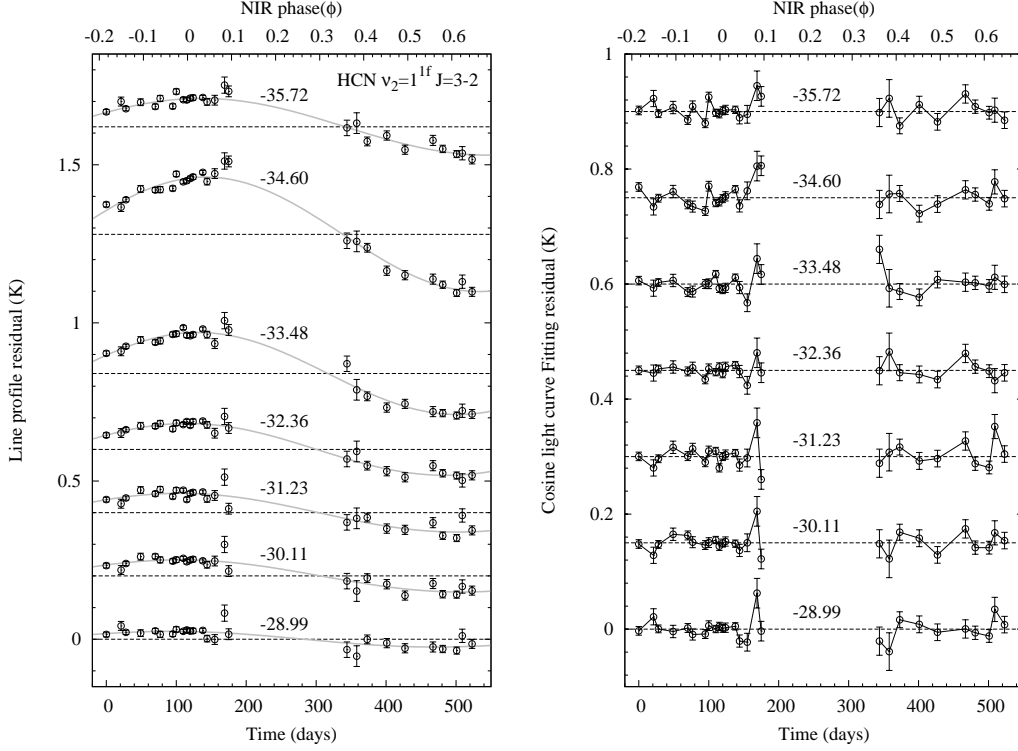 NIR phase(ϕ)
-0.2 -0.1 0 0.1 0.2 0.3 0.4 0.5 0.6
HCN ν2=1^1f J=3-2
-35.72
-34.60
-33.48
-32.36
-31.23
-30.11
-28.99
1.5
1
0.5
0
Line profile residual (K)
0 100 200 300 400 500
Time (days)
NIR phase(ϕ)
-0.2 -0.1 0 0.1 0.2 0.3 0.4 0.5 0.6
1
0.8
0.6
0.4
0.2
0
-35.72
-34.60
-33.48
-32.36
-31.23
-30.11
-28.99
Cosine light curve Fitting residual (K)
0 100 200 300 400 500
Time (days)